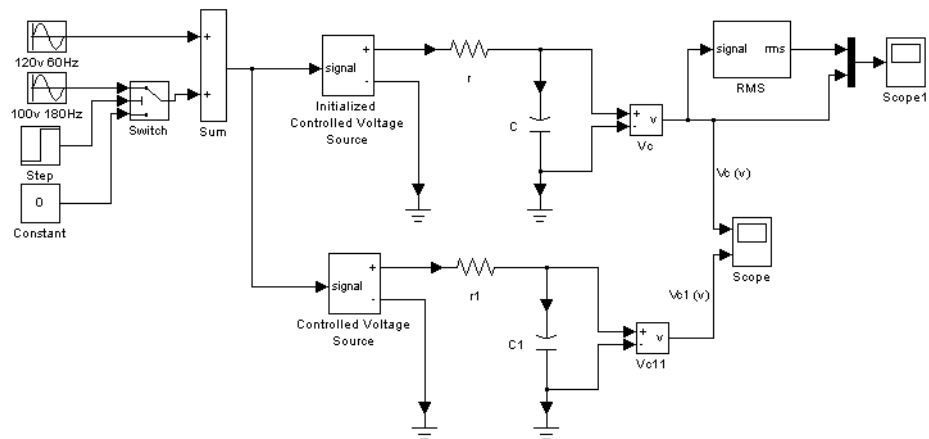 120v 60Hz
100v 180Hz
Step
0
Constant
Switch
+
+
Sum
signal
+
-
Initialized
Controlled Voltage
Source
r
C
+
-
v
Vc
signal
rms
RMS
Scope1
Vc (v)
Scope
Vc1 (v)
signal
+
-
Controlled Voltage
Source
r1
C1
+
-
v
Vc11